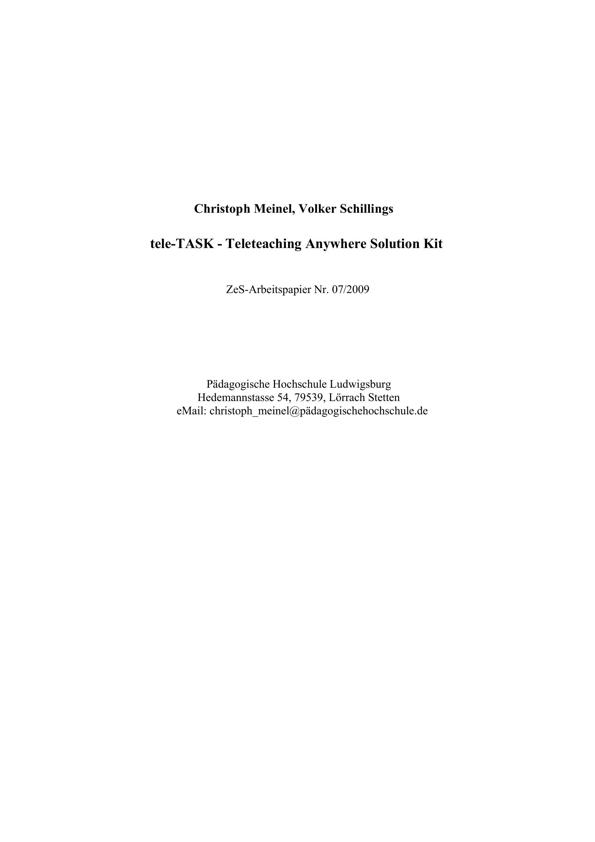 Christoph Meinel, Volker Schillings
tele-TASK - Teleteaching Anywhere Solution Kit
ZeS-Arbeitspapier Nr. 07/2009
Pädagogische Hochschule Ludwigsburg
Hedemannstasse 54, 79539, Lörrach Stetten
eMail: christoph_meinel@pädagogischehochschule.de